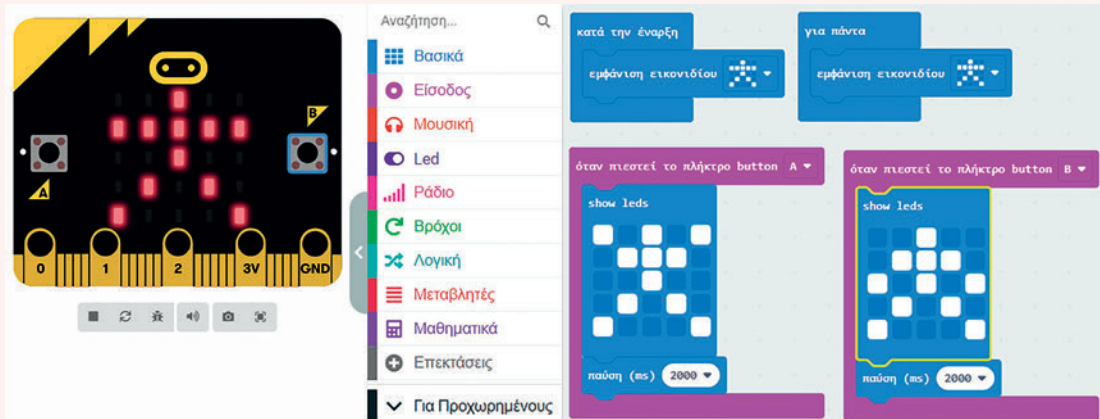 B
A
0 1 2 3V GND
Αναζήτηση...
Βασικά
Είσοδος
Μουσική
Led
Ράδιο
Βρόχοι
Λογική
Μεταβλητές
Μαθηματικά
Επεκτάσεις
Για Προχωρημένους
κατά την έναρξη
εμφάνιση εικονιδίου
για πάντα
εμφάνιση εικονιδίου
όταν πιεστεί το πλήκτρο button A
show leds
παύση (ms) 2000
όταν πιεστεί το πλήκτρο button B
show leds
παύση (ms) 2000